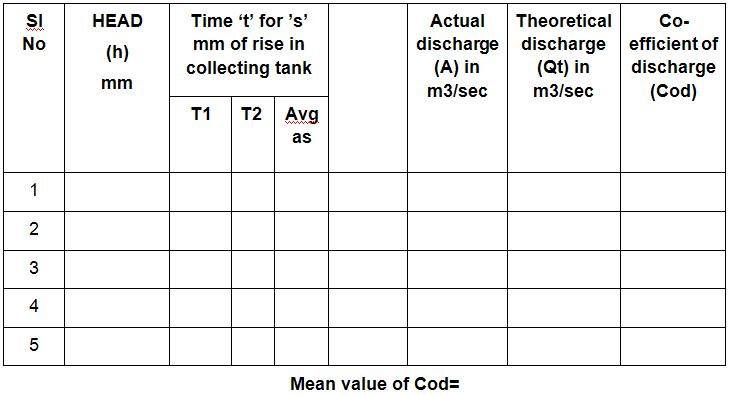 Sl No
HEAD
(h)
mm
Time ‘t’ for ’s’
mm of rise in
collecting tank
Actual
discharge
(A) in
m3/sec
Theoretical
discharge
(Qt) in
m3/sec
Co-
efficient of
discharge
(Cod)
T1
T2
Avg
as
1
2
3
4
5
Mean value of Cod=